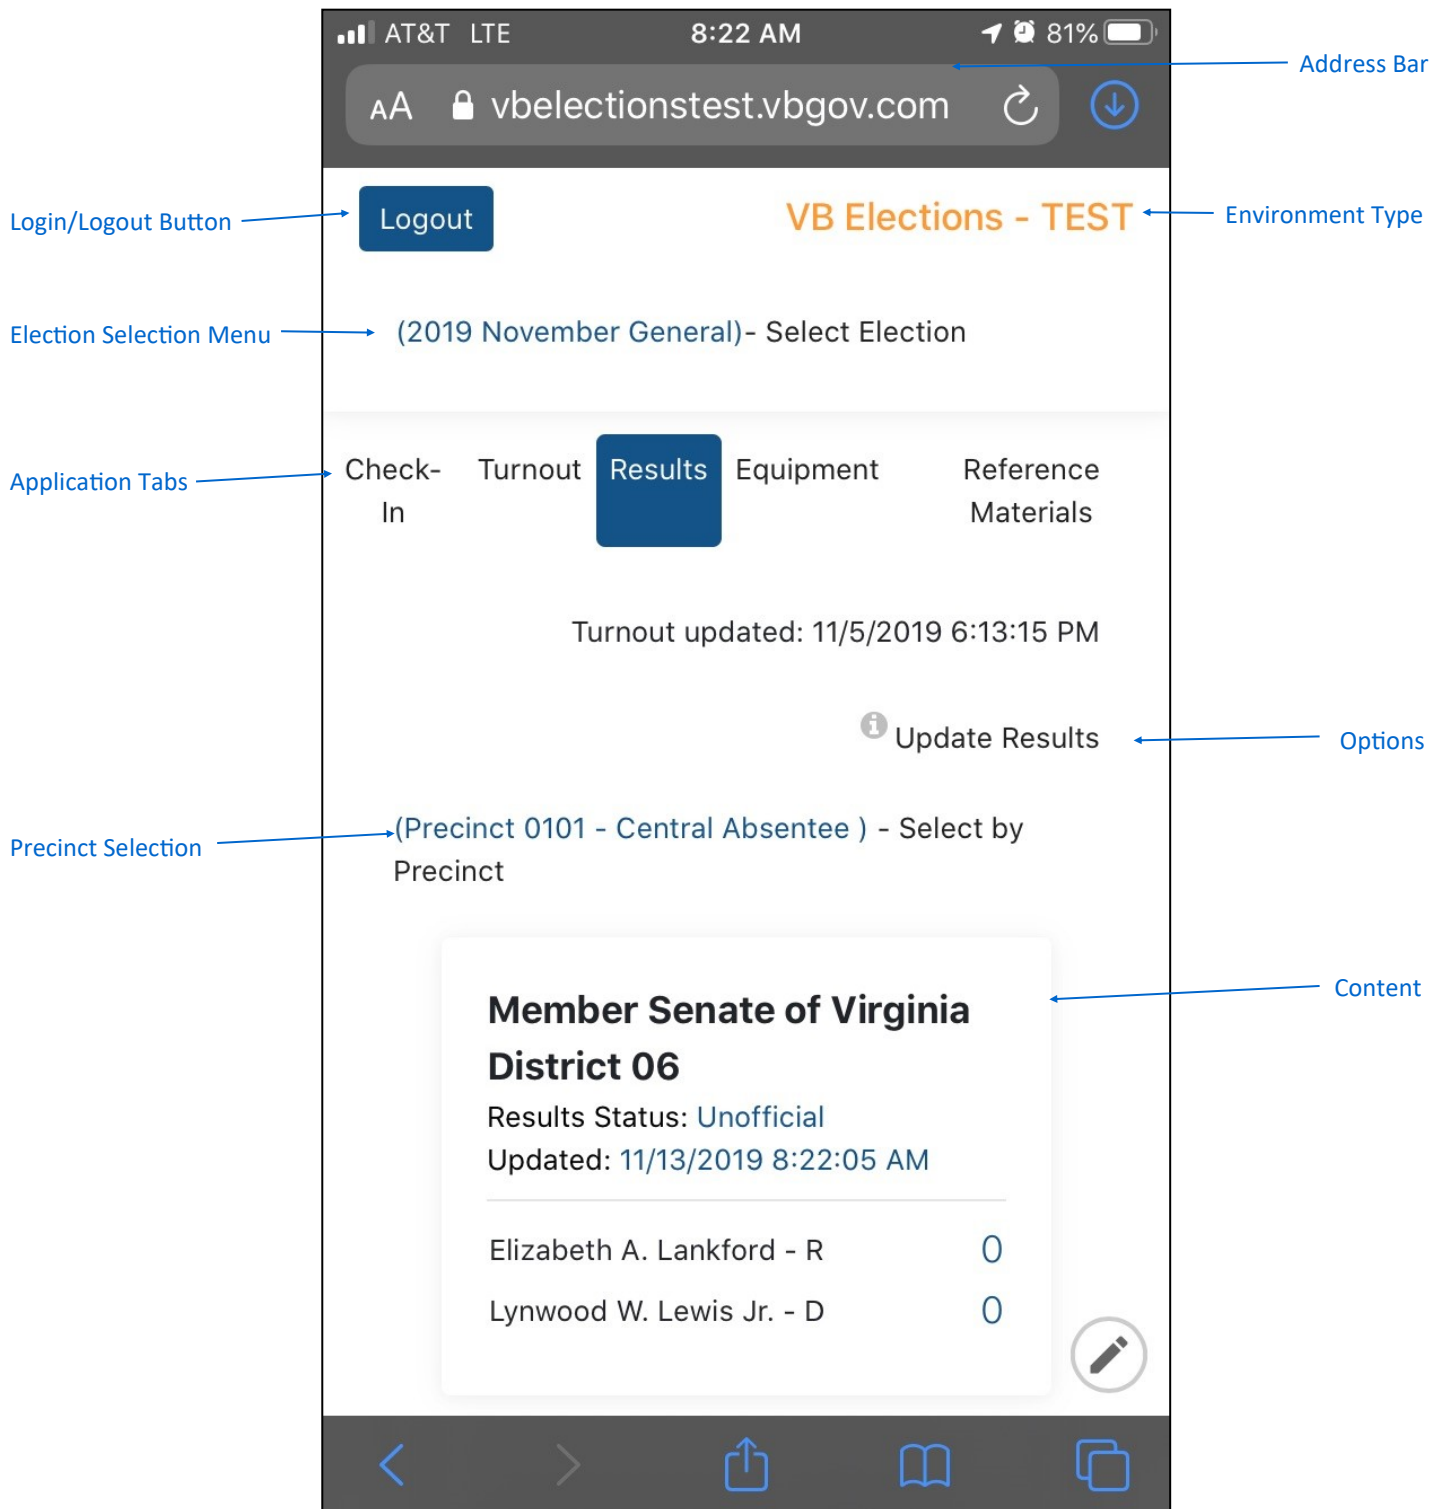 AT&T LTE 8:22 AM 81%
Address Bar
AA vbelectionstest.vbgov.com
Login/Logout Button
Logout
VB Elections - TEST
Environment Type
Election Selection Menu
(2019 November General)- Select Election
Application Tabs
Check- Turnout Results Equipment Reference
In Materials
Turnout updated: 11/5/2019 6:13:15 PM
Update Results
Options
Precinct Selection
(Precinct 0101 - Central Absentee ) - Select by
Precinct
Content
Member Senate of Virginia
District 06
Results Status: Unofficial
Updated: 11/13/2019 8:22:05 AM
Elizabeth A. Lankford - R 0
Lynwood W. Lewis Jr. - D 0